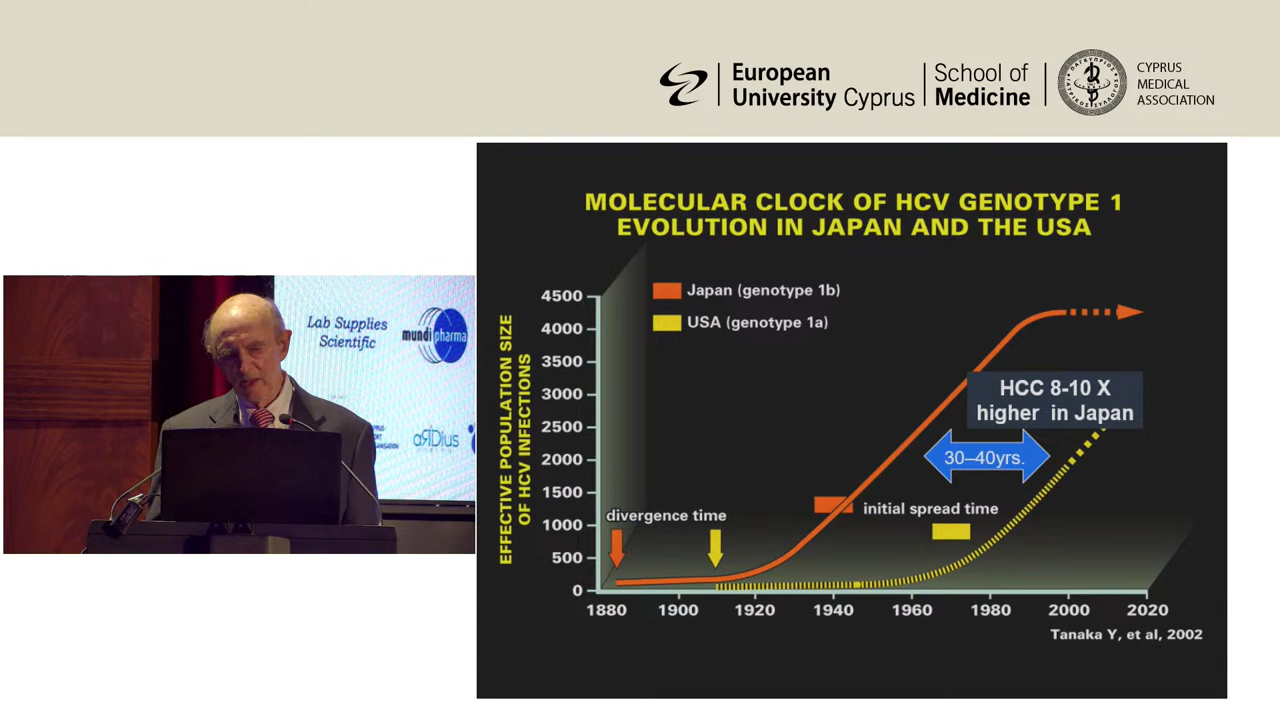 European
University Cyprus
School of
Medicine
ΠΑΓΚΥΠΡΙΟΣ
CYPRUS
MEDICAL
ASSOCIATION
MOLECULAR CLOCK OF HCV GENOTYPE 1
EVOLUTION IN JAPAN AND THE USA
Japan (genotype 1b)
USA (genotype 1a)
EFFECTIVE POPULATION SIZE
OF HCV INFECTIONS
4500
4000
3500
3000
2500
2000
1500
1000
500
0
HCC 8-10 X
higher in Japan
30–40yrs.
initial spread time
divergence time
1880
1900
1920
1940
1960
1980
2000
2020
Tanaka Y, et al, 2002
Lab Supplies
Scientific
mundipharma
aRIDius